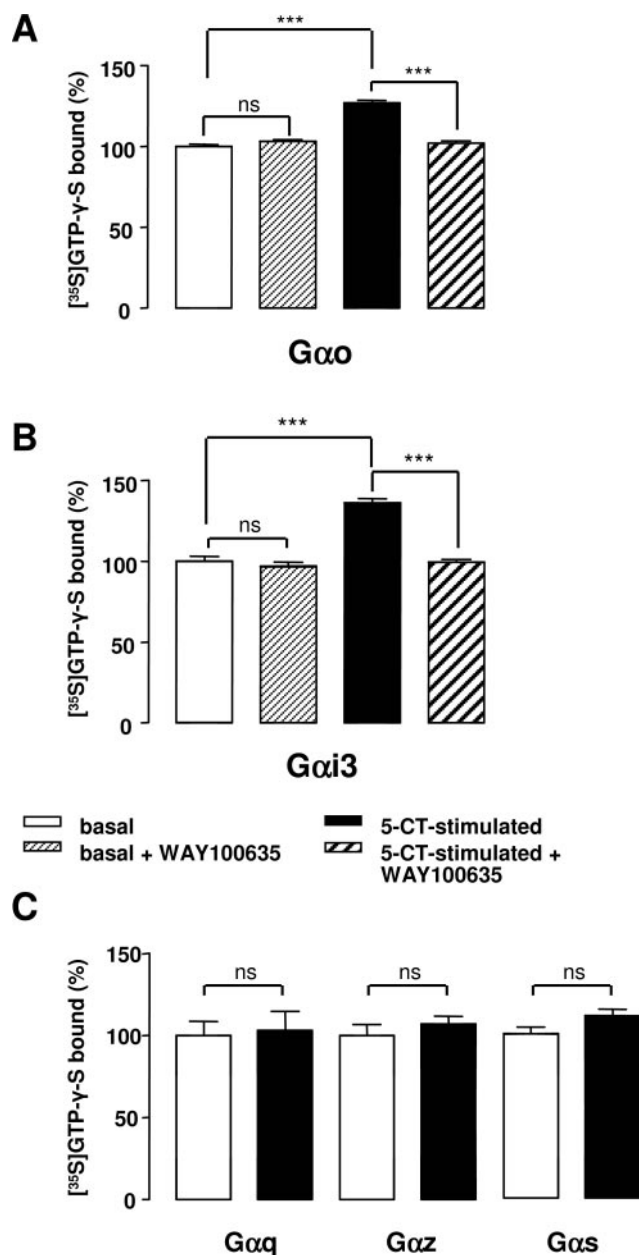 A
***
150
***
ns
100
50
0
[³⁵S]GTP-γ-S bound (%)
Gαo
B
***
***
150
ns
100
50
0
[³⁵S]GTP-γ-S bound (%)
Gαi3
basal
5-CT-stimulated
basal + WAY100635
5-CT-stimulated +
WAY100635
C
150
ns
ns
ns
100
50
0
[³⁵S]GTP-γ-S bound (%)
Gαq
Gαz
Gαs